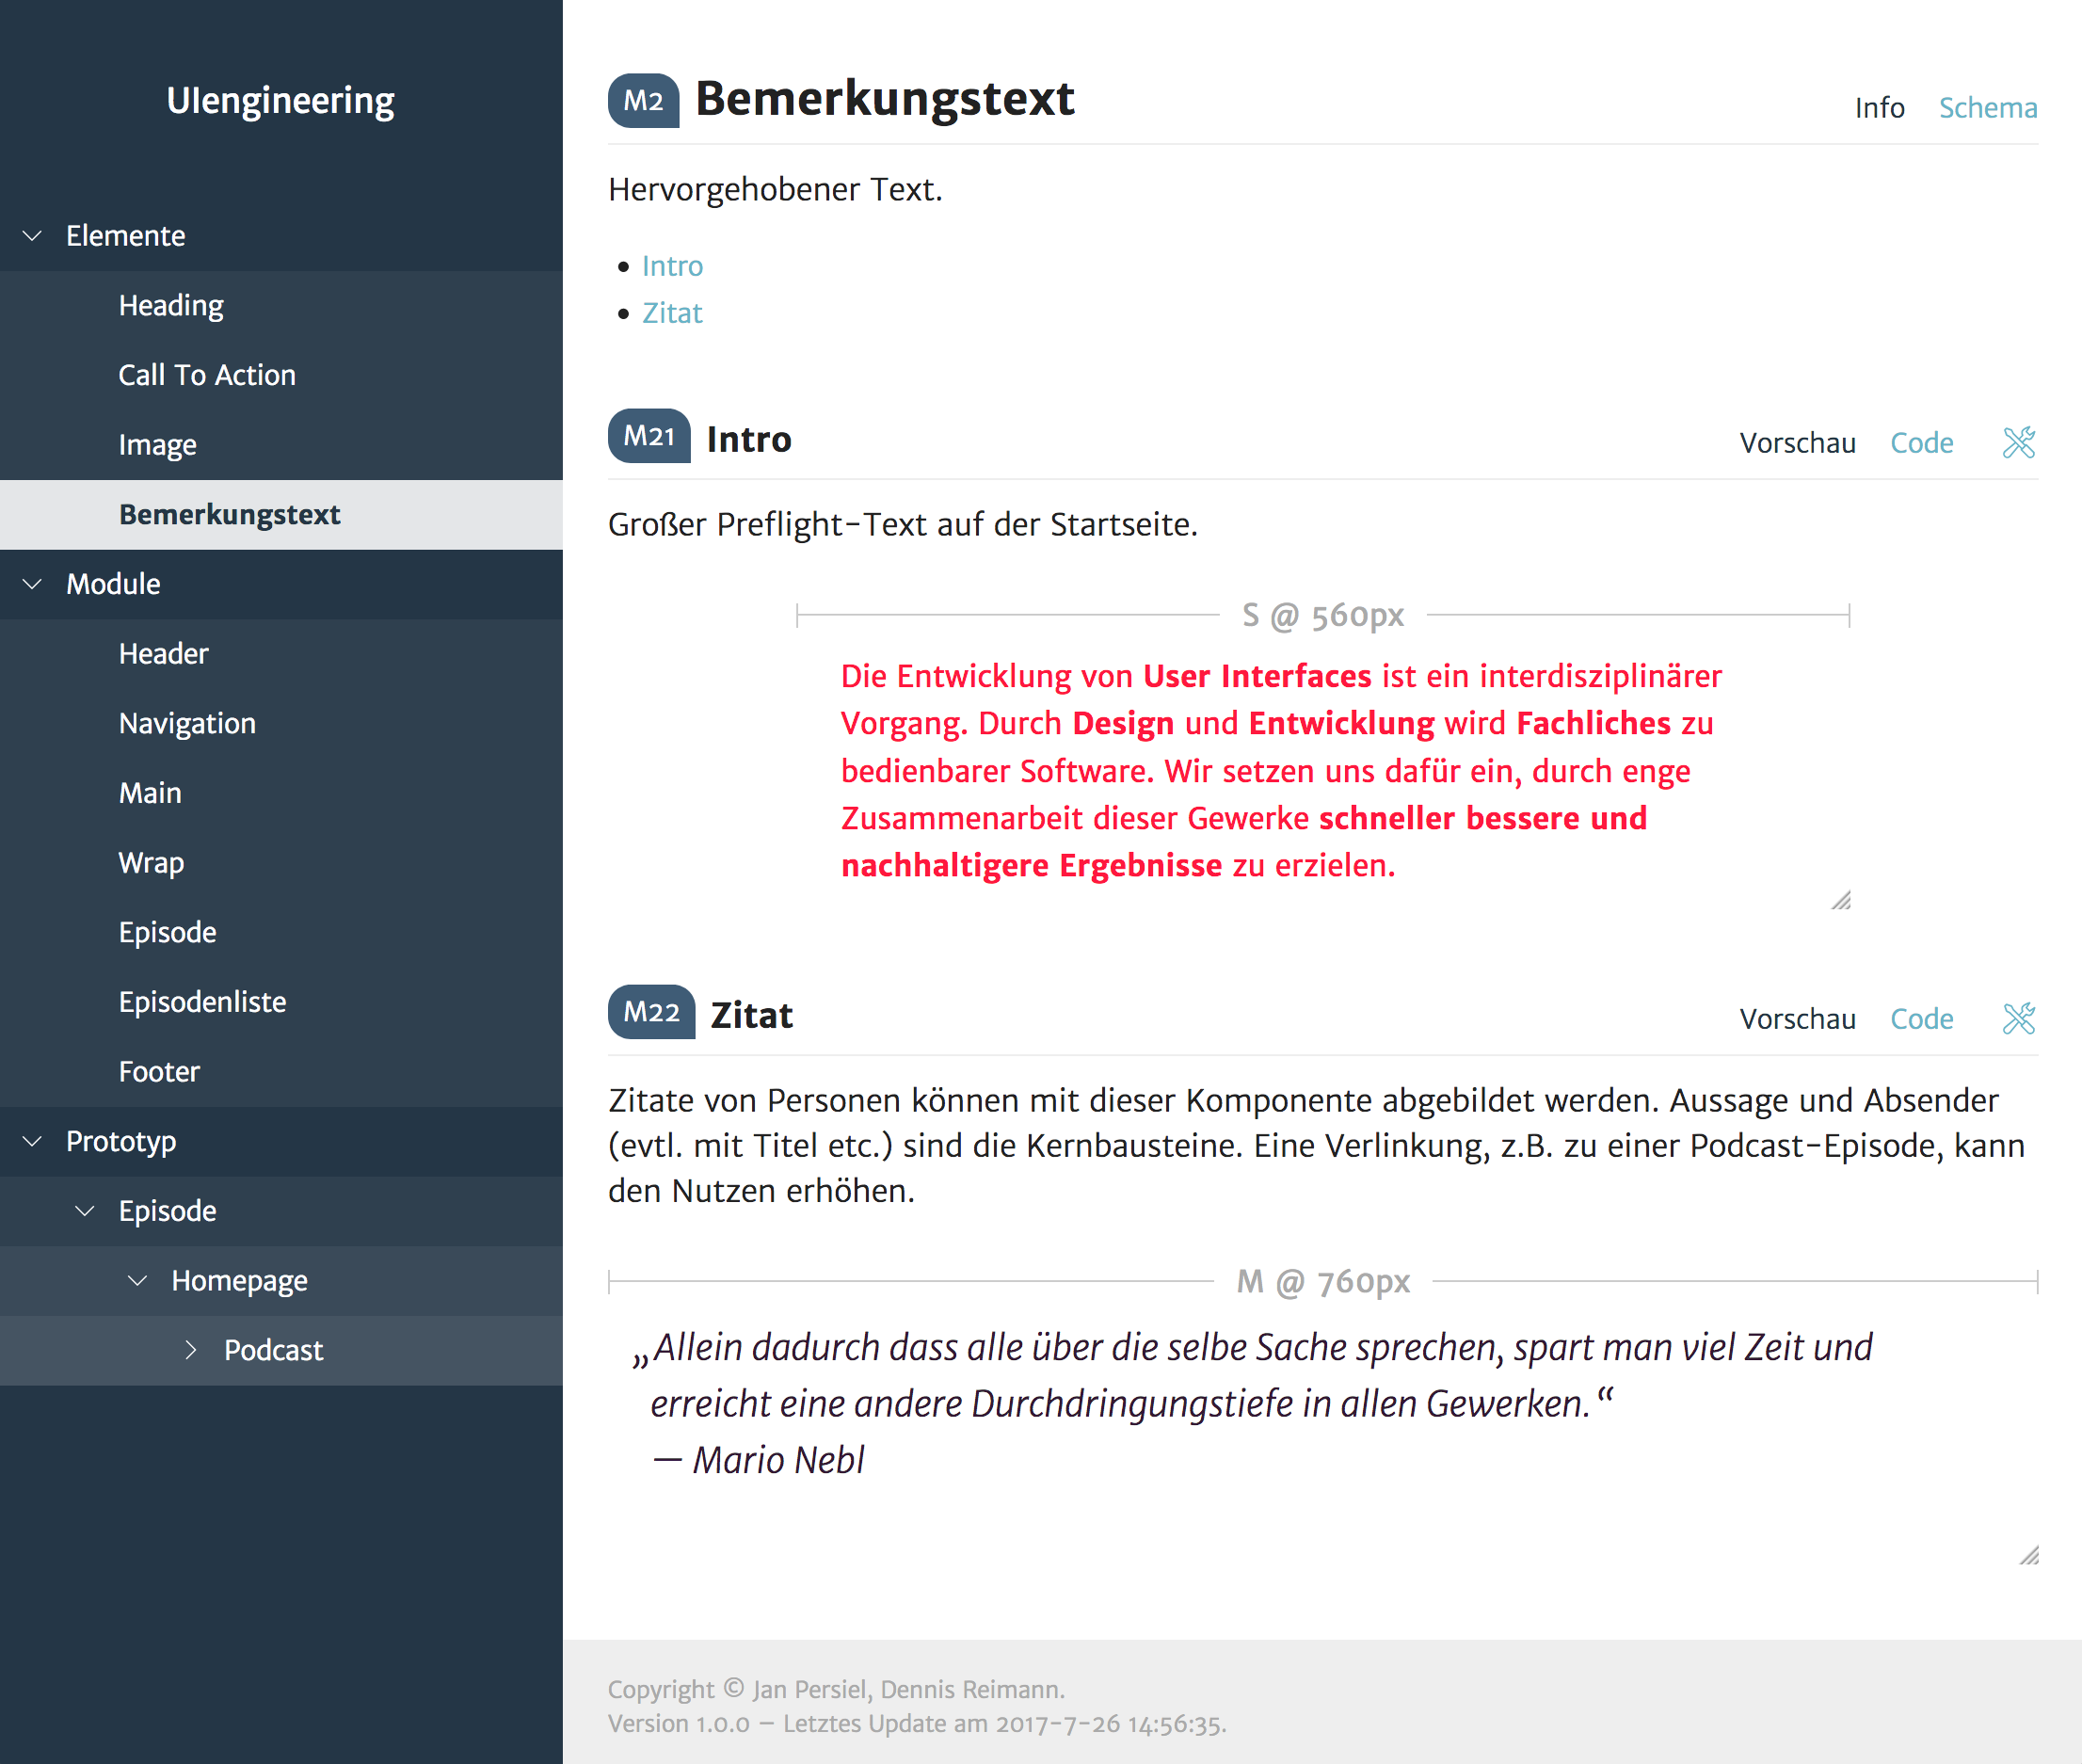 UIengineering
Elemente
Heading
Call To Action
Image
Bemerkungstext
Module
Header
Navigation
Main
Wrap
Episode
Episodenliste
Footer
Prototyp
Episode
Homepage
Podcast
M2 Bemerkungstext
Info Schema
Hervorgehobener Text.
• Intro
• Zitat
M21 Intro
Vorschau Code
Großer Preflight-Text auf der Startseite.
S @ 560px
Die Entwicklung von User Interfaces ist ein interdisziplinärer
Vorgang. Durch Design und Entwicklung wird Fachliches zu
bedienbarer Software. Wir setzen uns dafür ein, durch enge
Zusammenarbeit dieser Gewerke schneller bessere und
nachhaltigere Ergebnisse zu erzielen.
M22 Zitat
Vorschau Code
Zitate von Personen können mit dieser Komponente abgebildet werden. Aussage und Absender
(evtl. mit Titel etc.) sind die Kernbausteine. Eine Verlinkung, z.B. zu einer Podcast-Episode, kann
den Nutzen erhöhen.
M @ 760px
„Allein dadurch dass alle über die selbe Sache sprechen, spart man viel Zeit und
erreicht eine andere Durchdringungstiefe in allen Gewerken.“
— Mario Nebl
Copyright © Jan Persiel, Dennis Reimann.
Version 1.0.0 – Letztes Update am 2017-7-26 14:56:35.